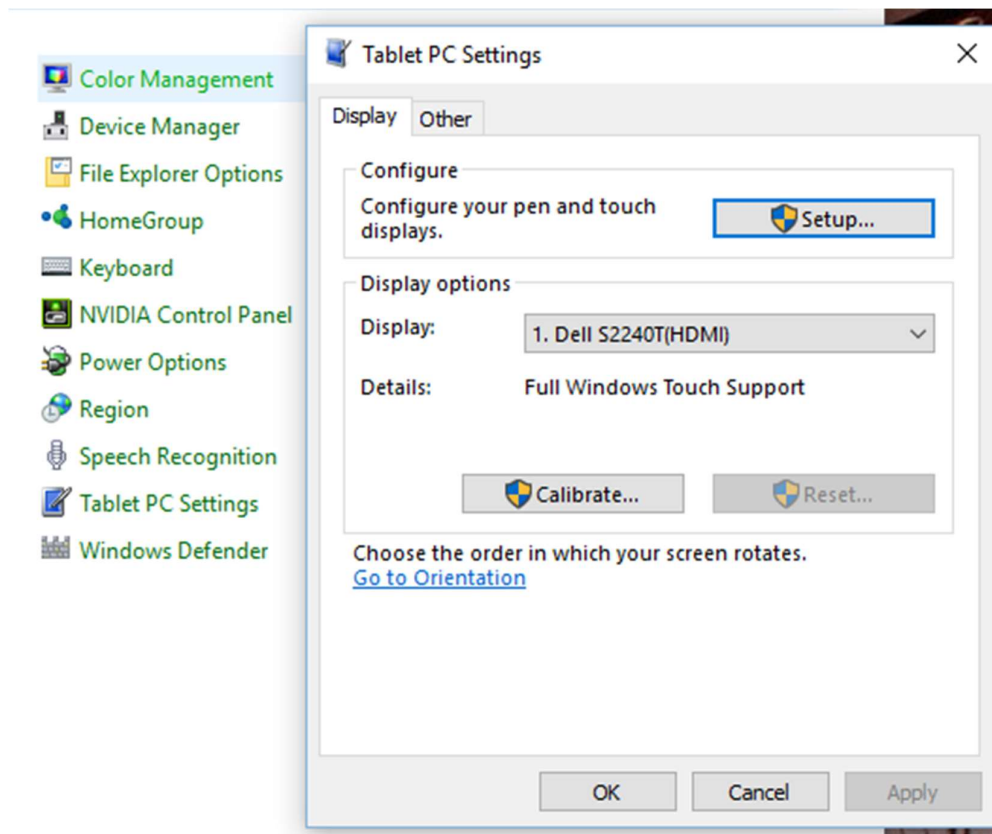 Color Management
Device Manager
File Explorer Options
HomeGroup
Keyboard
NVIDIA Control Panel
Power Options
Region
Speech Recognition
Tablet PC Settings
Windows Defender
Tablet PC Settings
Display
Other
Configure
Configure your pen and touch
displays.
Setup...
Display options
Display:
1. Dell S2240T(HDMI)
Details:
Full Windows Touch Support
Calibrate...
Reset...
Choose the order in which your screen rotates.
Go to Orientation
OK
Cancel
Apply